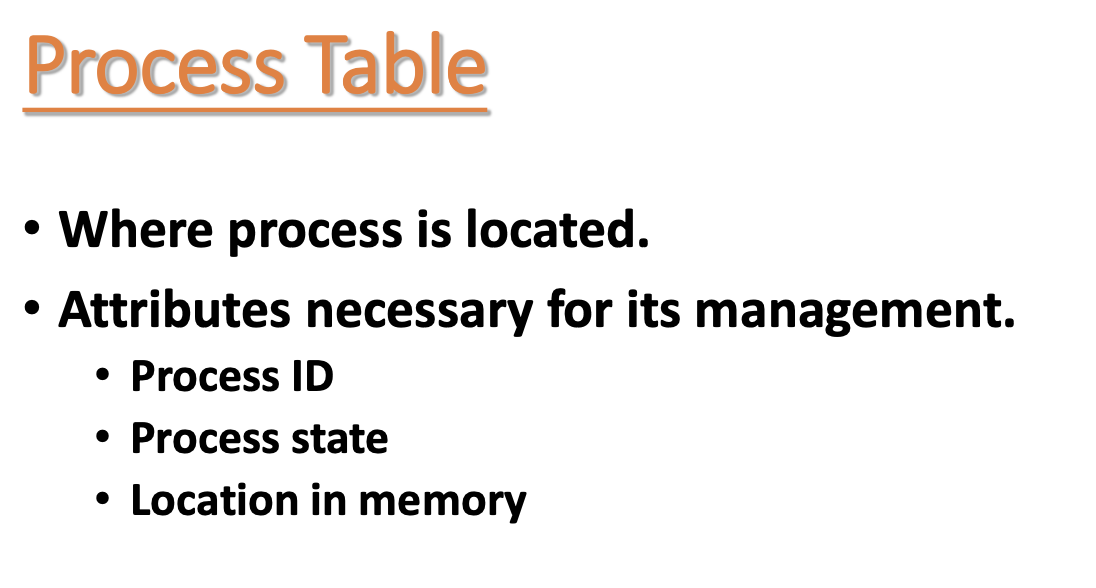 Process Table
• Where process is located.
• Attributes necessary for its management.
• Process ID
• Process state
• Location in memory